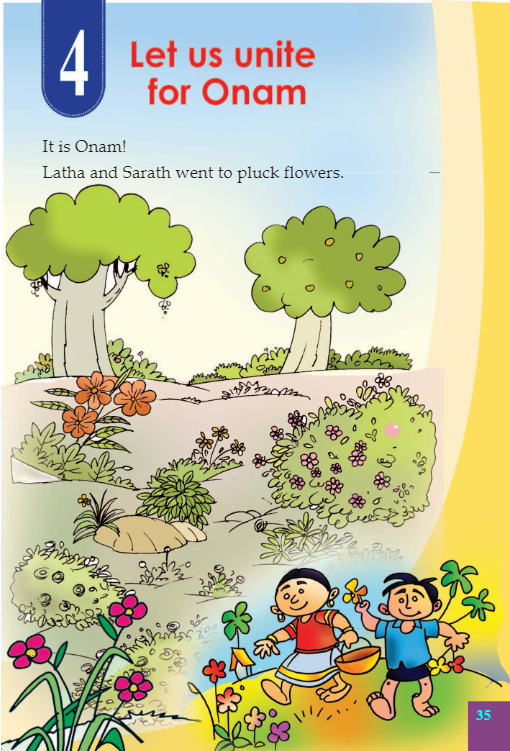 4
Let us unite
for Onam
It is Onam!
Latha and Sarath went to pluck flowers.
35